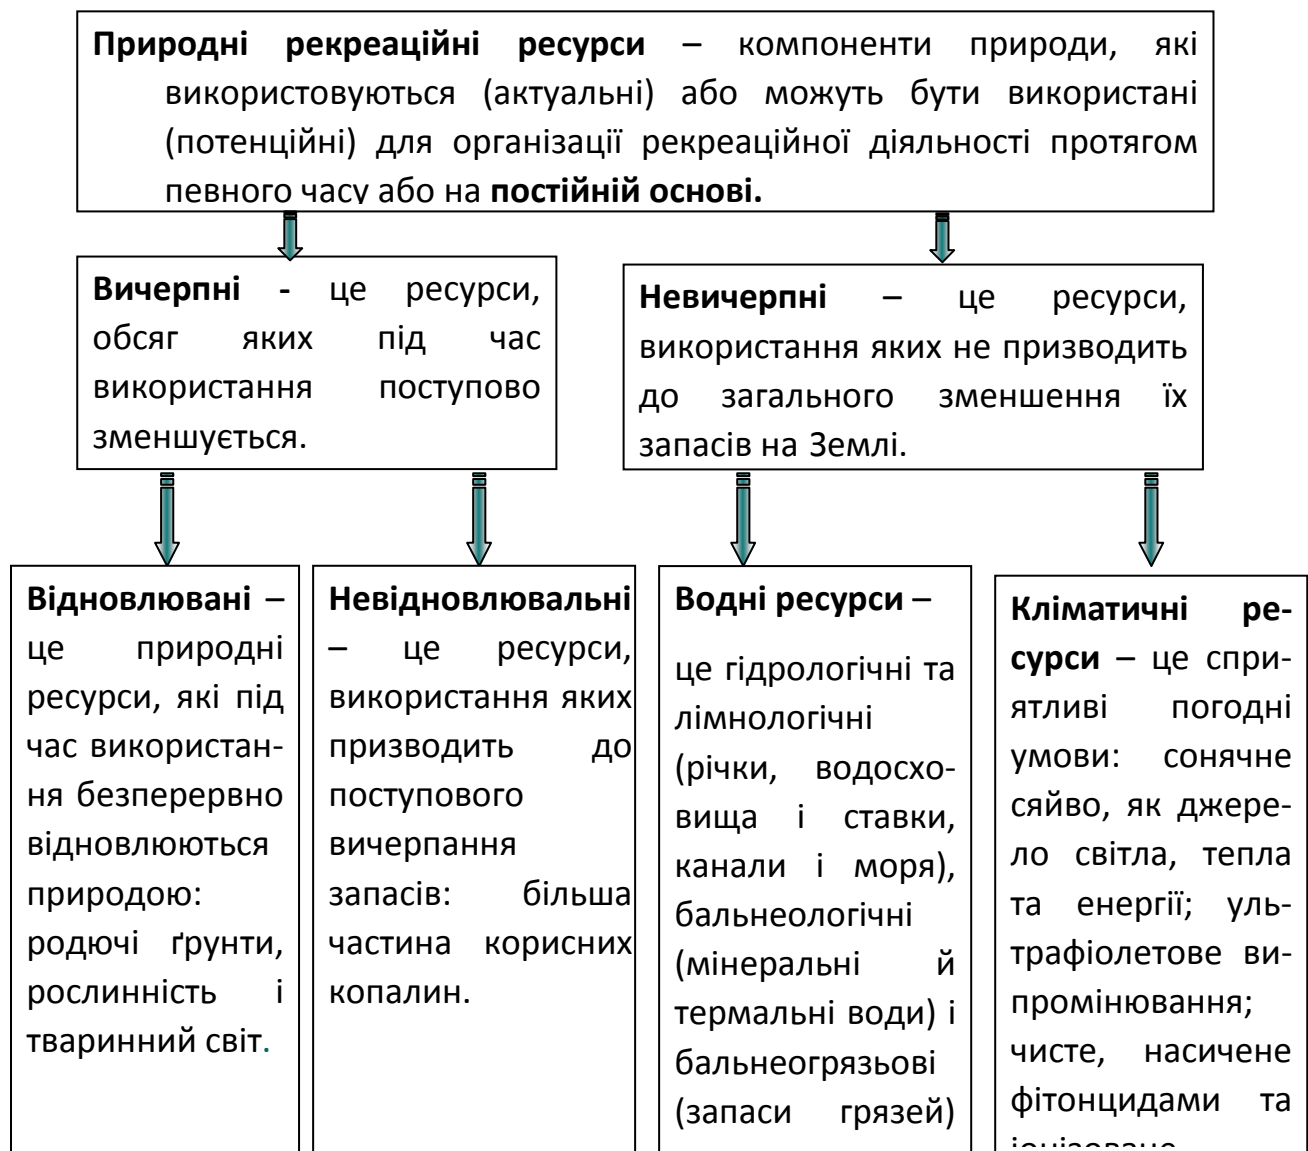 Природні рекреаційні ресурси – компоненти природи, які
використовуються (актуальні) або можуть бути використані
(потенційні) для організації рекреаційної діяльності протягом
певного часу або на постійній основі.
Вичерпні - це ресурси,
обсяг яких під час
використання поступово
зменшується.
Невичерпні – це ресурси,
використання яких не призводить
до загального зменшення їх
запасів на Землі.
Відновлювані –
це природні
ресурси, які під
час використан-
ня безперервно
відновлюються
природою:
родючі ґрунти,
рослинність і
тваринний світ.
Невідновлювальні
– це ресурси,
використання яких
призводить до
поступового
вичерпання
запасів: більша
частина корисних
копалин.
Водні ресурси –
це гідрологічні та
лімнологічні
(річки, водосхо-
вища і ставки,
канали і моря),
бальнеологічні
(мінеральні й
термальні води) і
бальнеогрязьові
(запаси грязей)
Кліматичні ре-
сурси – це спри-
ятливі погодні
умови: сонячне
сяйво, як джере-
ло світла, тепла
та енергії; уль-
трафіолетове ви-
промінювання;
чисте, насичене
фітонцидами та